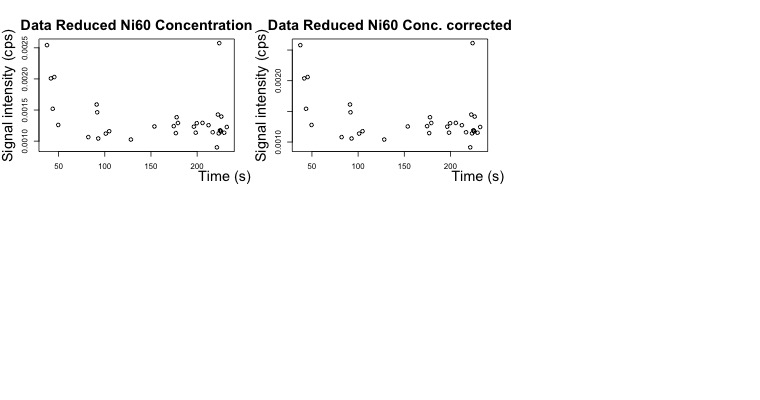 Data Reduced Ni60 Concentration
Signal intensity (cps)
0.0025
0.0020
0.0015
0.0010
50 100 150 200
Time (s)
Data Reduced Ni60 Conc. corrected
Signal intensity (cps)
0.0020
0.0010
50 100 150 200
Time (s)